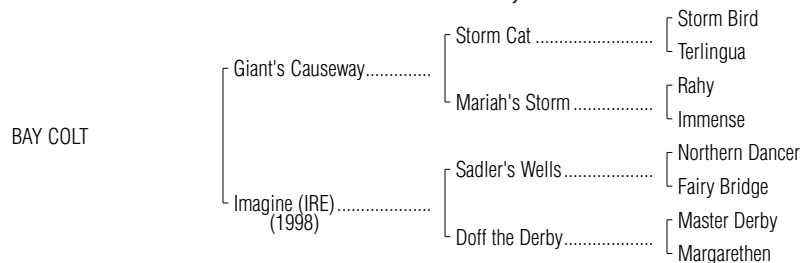 Storm Bird
Storm Cat ........................
Terlingua
Giant's Causeway..............
Rahy
Mariah's Storm ................
Immense
BAY COLT
Northern Dancer
Sadler's Wells..................
Fairy Bridge
Imagine (IRE)....................
(1998)
Master Derby
Doff the Derby..................
Margarethen